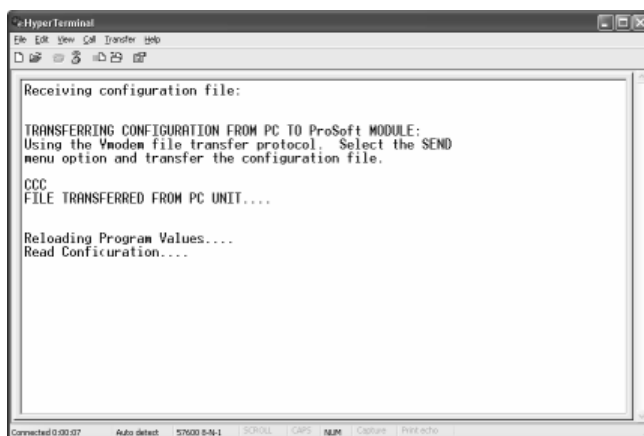 HyperTerminal
File Edit View Call Transfer Help
Receiving configuration file:
TRANSFERRING CONFIGURATION FROM PC TO ProSoft MODULE:
Using the Ymodem file transfer protocol. Select the SEND
menu option and transfer the configuration file.
CCC
FILE TRANSFERRED FROM PC UNIT....
Reloading Program Values....
Read Configuration....
Connected 0:00:07 Auto detect 57600 8-N-1 SCROLL CAPS NUM Capture Print echo